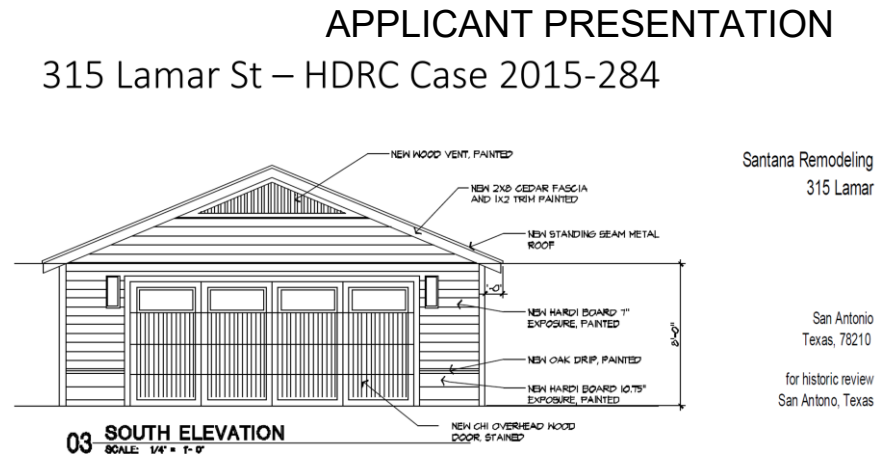 APPLICANT PRESENTATION
315 Lamar St – HDRC Case 2015-284
NEW WOOD VENT, PAINTED
Santana Remodeling
315 Lamar
NEW 2X8 CEDAR FASCIA
AND 1X2 TRIM PAINTED
NEW STANDING SEAM METAL
ROOF
1'-0"
NEW HARDI BOARD 7"
EXPOSURE, PAINTED
8'-0"
San Antonio
Texas, 78210
NEW OAK DRIP, PAINTED
NEW HARDI BOARD 10.75"
EXPOSURE, PAINTED
for historic review
San Antono, Texas
NEW CHI OVERHEAD WOOD
DOOR, STAINED
03 SOUTH ELEVATION
SCALE: 1/4" = 1'-0"